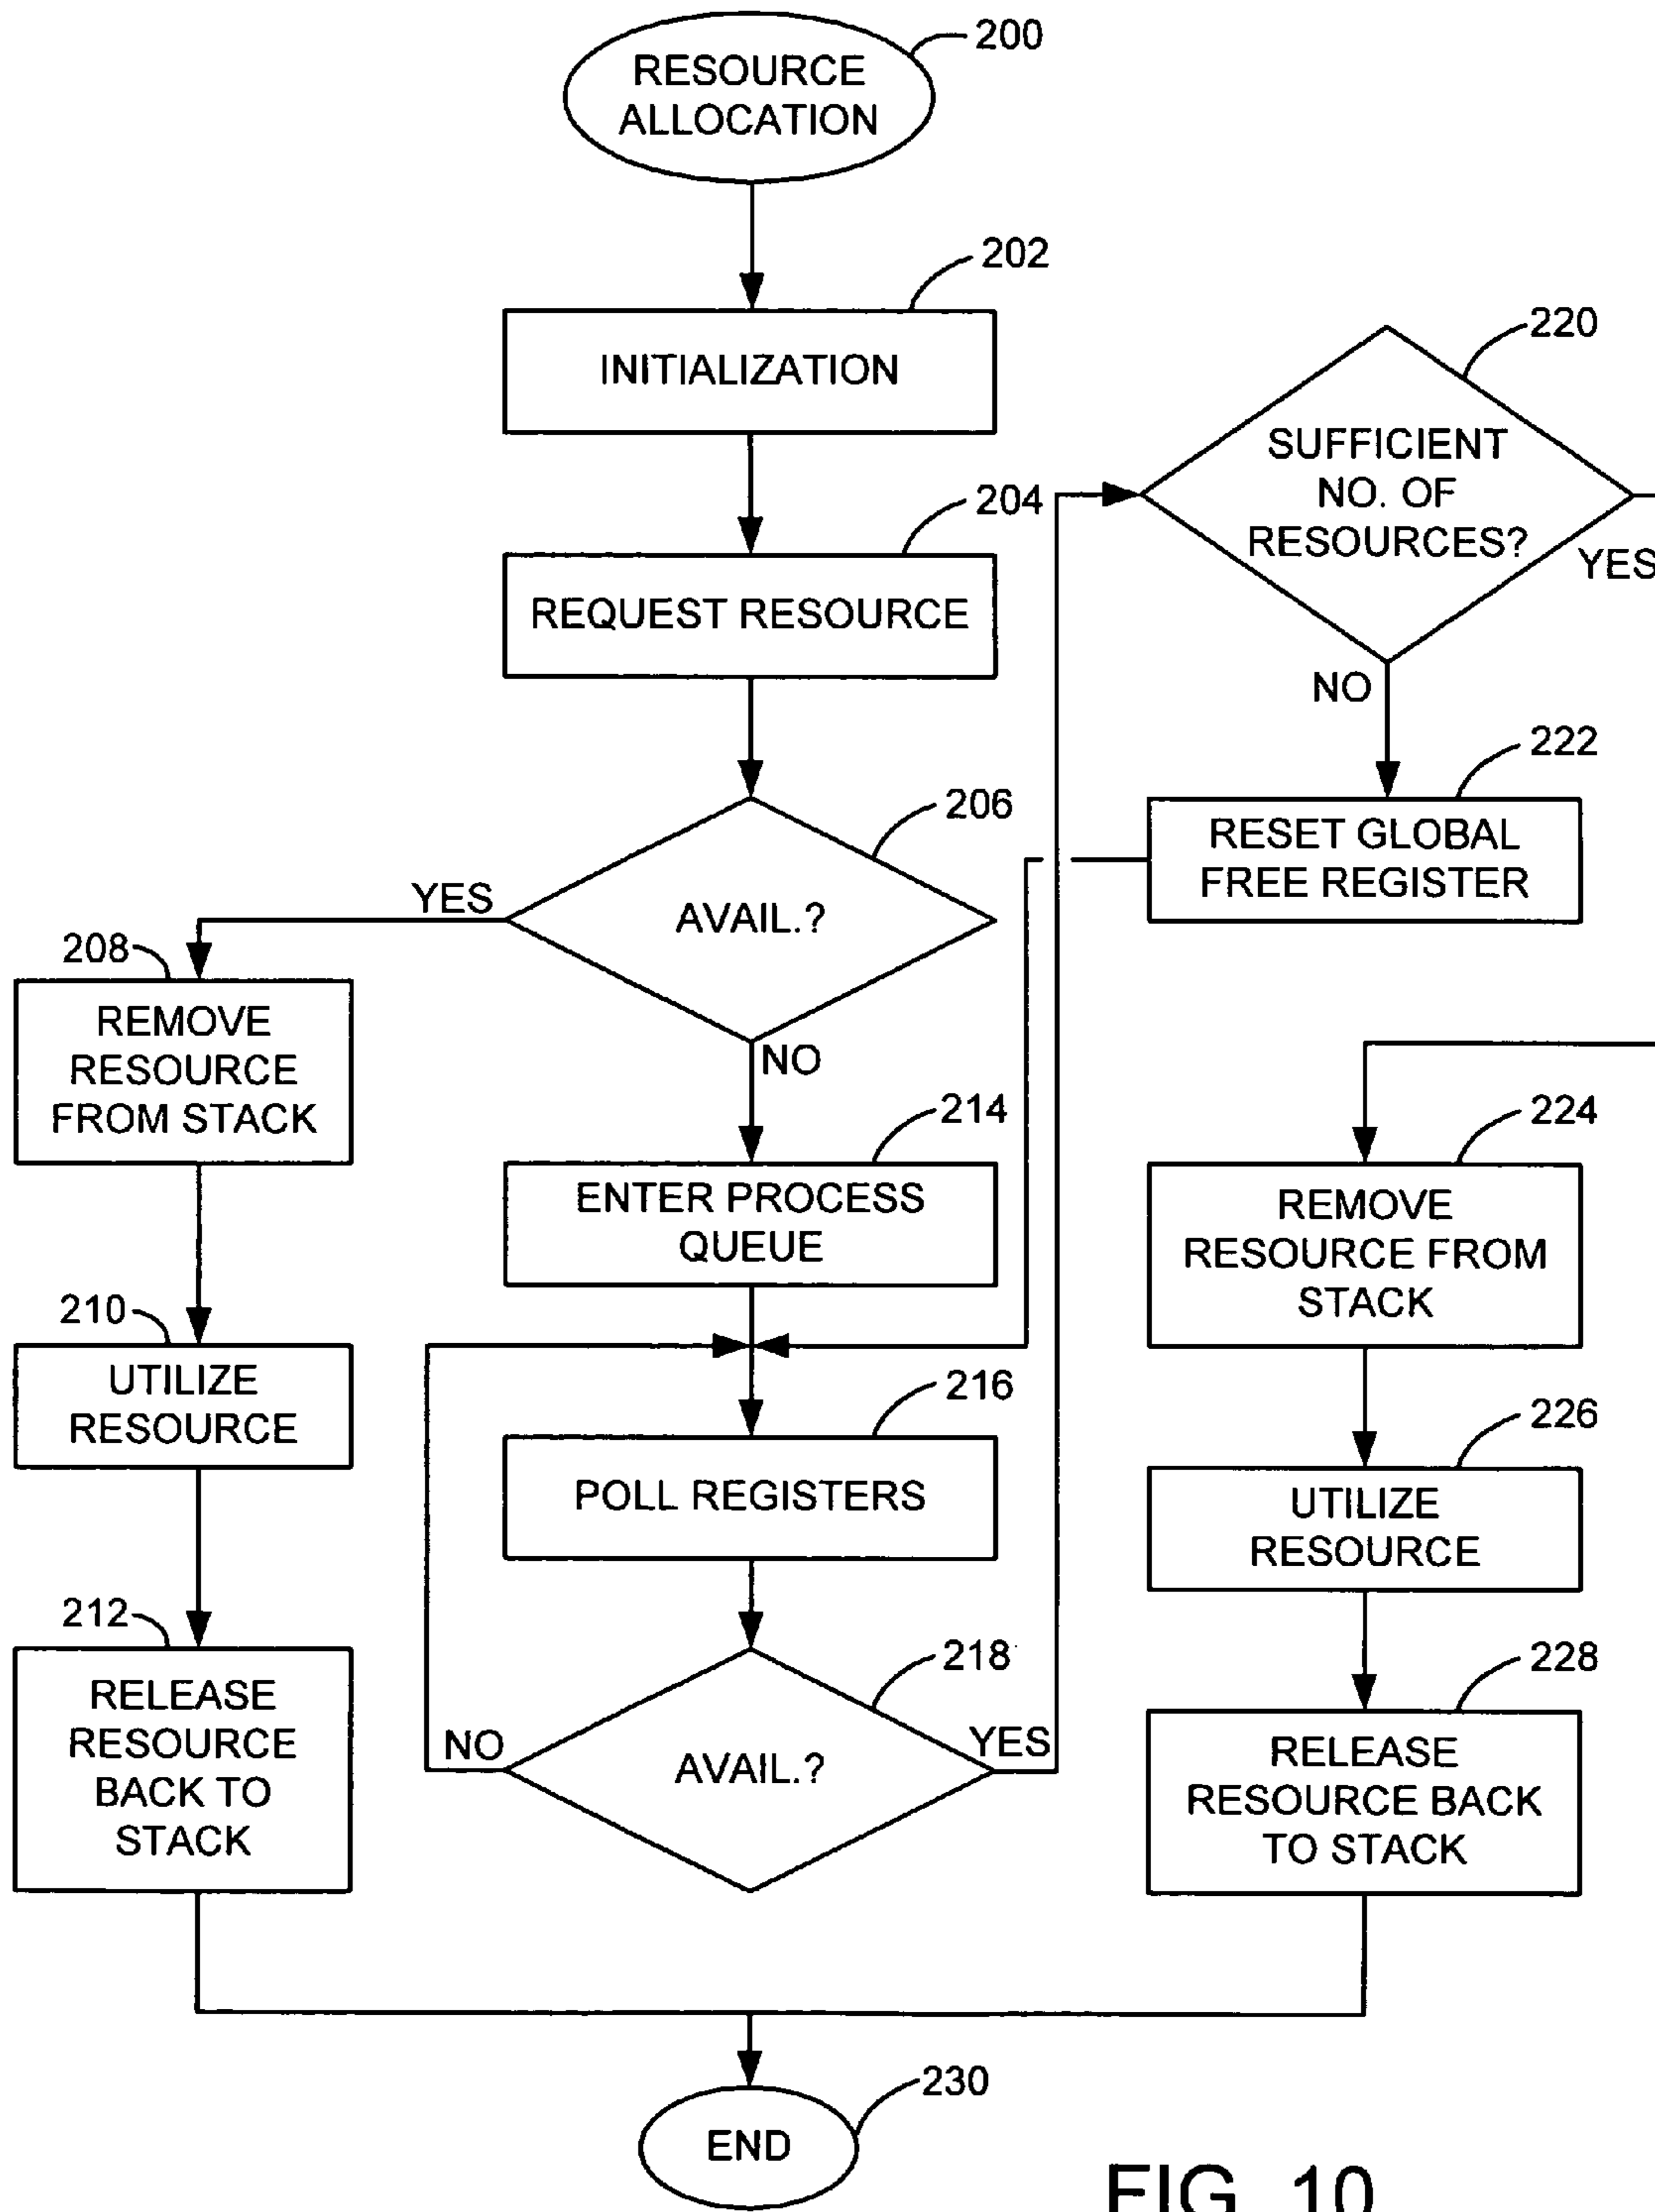 200
RESOURCE
ALLOCATION
202
INITIALIZATION
204
REQUEST RESOURCE
206
AVAIL.?
YES
NO
208
REMOVE
RESOURCE
FROM STACK
210
UTILIZE
RESOURCE
212
RELEASE
RESOURCE
BACK TO
STACK
214
ENTER PROCESS
QUEUE
216
POLL REGISTERS
218
AVAIL.?
NO
YES
220
SUFFICIENT
NO. OF
RESOURCES?
YES
NO
222
RESET GLOBAL
FREE REGISTER
224
REMOVE
RESOURCE FROM
STACK
226
UTILIZE
RESOURCE
228
RELEASE
RESOURCE BACK
TO STACK
230
END
FIG. 10